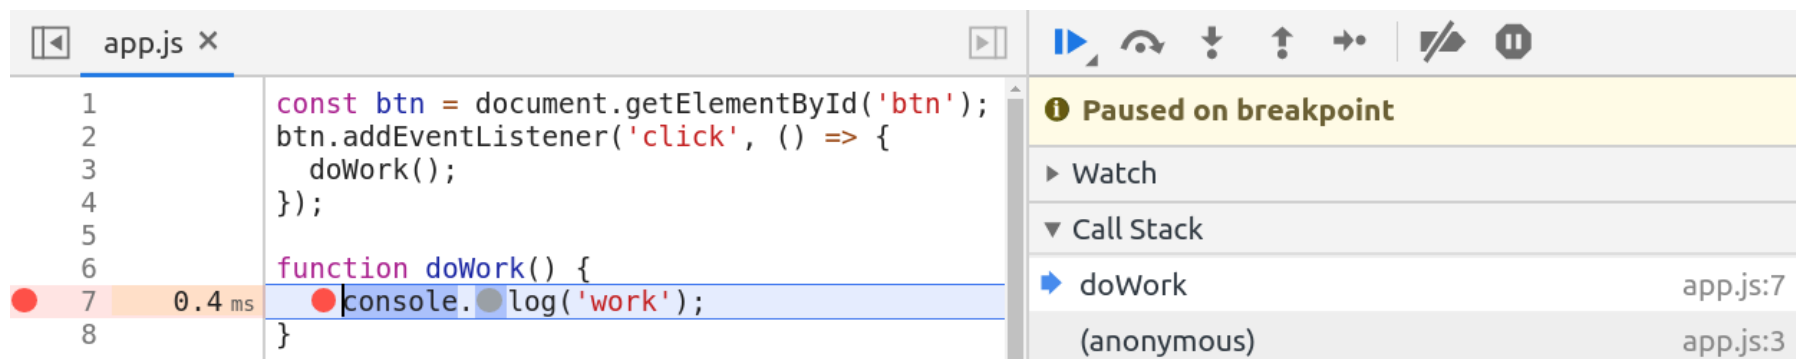 app.js ×
1 const btn = document.getElementById('btn');
2 btn.addEventListener('click', () => {
3   doWork();
4 });
5
6 function doWork() {
7 0.4 ms   console.log('work');
8 }
Paused on breakpoint
Watch
Call Stack
doWork app.js:7
(anonymous) app.js:3